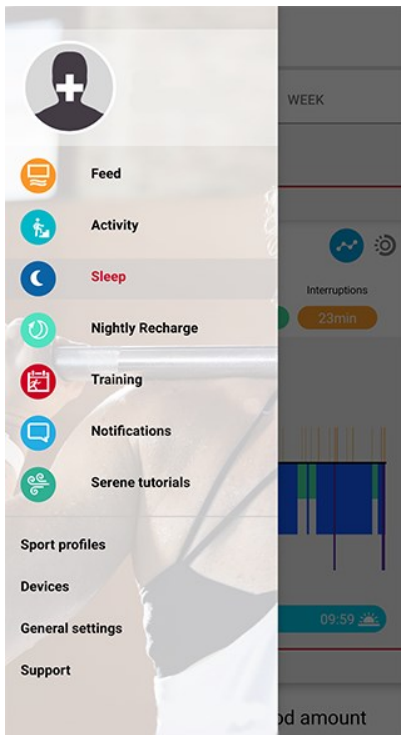 WEEK
Feed
Activity
Sleep
Interruptions
Nightly Recharge
23min
Training
Notifications
Serene tutorials
Sport profiles
Devices
General settings
09:59
Support
amount